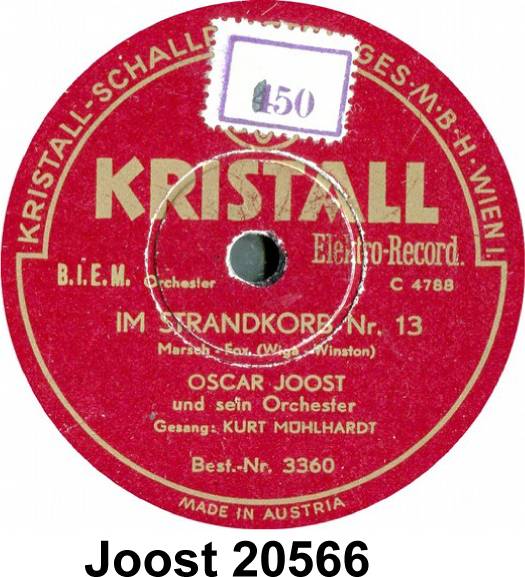 KRISTALL-SCHALLP GES·M·B·H·WIEN I.
450
KRISTALL
Elektro-Record.
B.I.E.M. Orchester C 4788
IM STRANDKORB Nr. 13
Marsch-Fox. (Wiga-Winston)
OSCAR JOOST
und sein Orchester
Gesang: KURT MÜHLHARDT
Best.-Nr. 3360
MADE IN AUSTRIA
Joost 20566